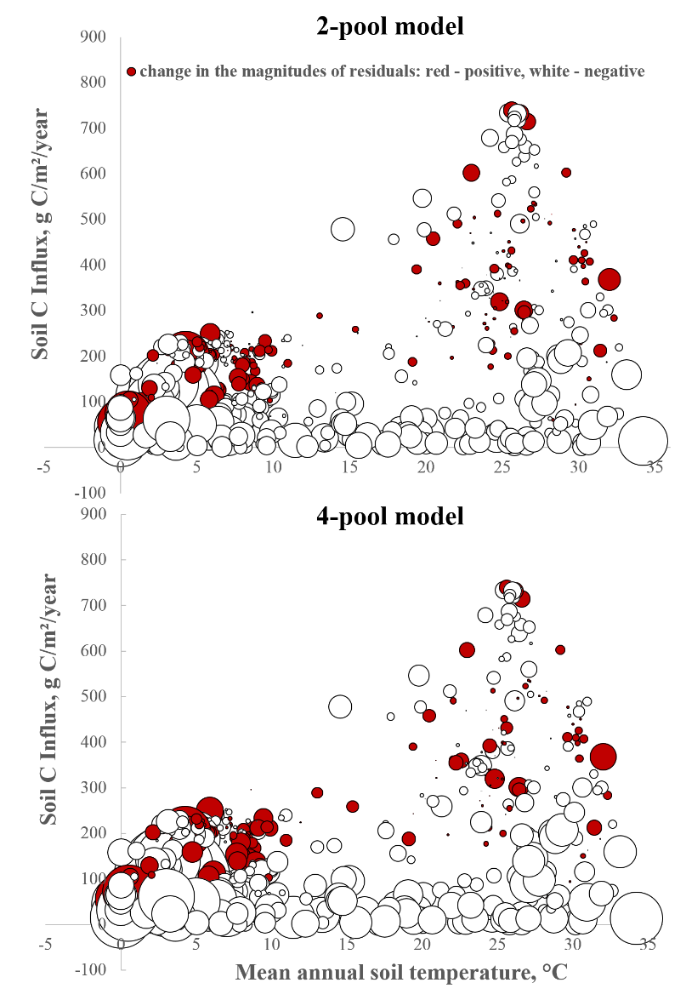 2-pool model
900
change in the magnitudes of residuals: red - positive, white - negative
800
700
600
500
400
300
200
100
0
-5 0 5 10 15 20 25 30 35
-100
Soil C Influx, g C/m²/year
4-pool model
900
800
700
600
500
400
300
200
100
0
-5 0 5 10 15 20 25 30 35
-100
Soil C Influx, g C/m²/year
Mean annual soil temperature, °C